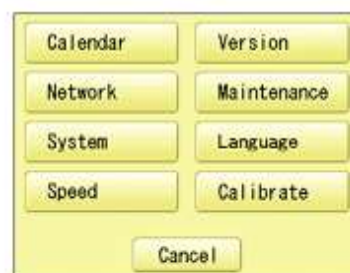 Calendar Version
Network Maintenance
System Language
Speed Calibrate
Cancel